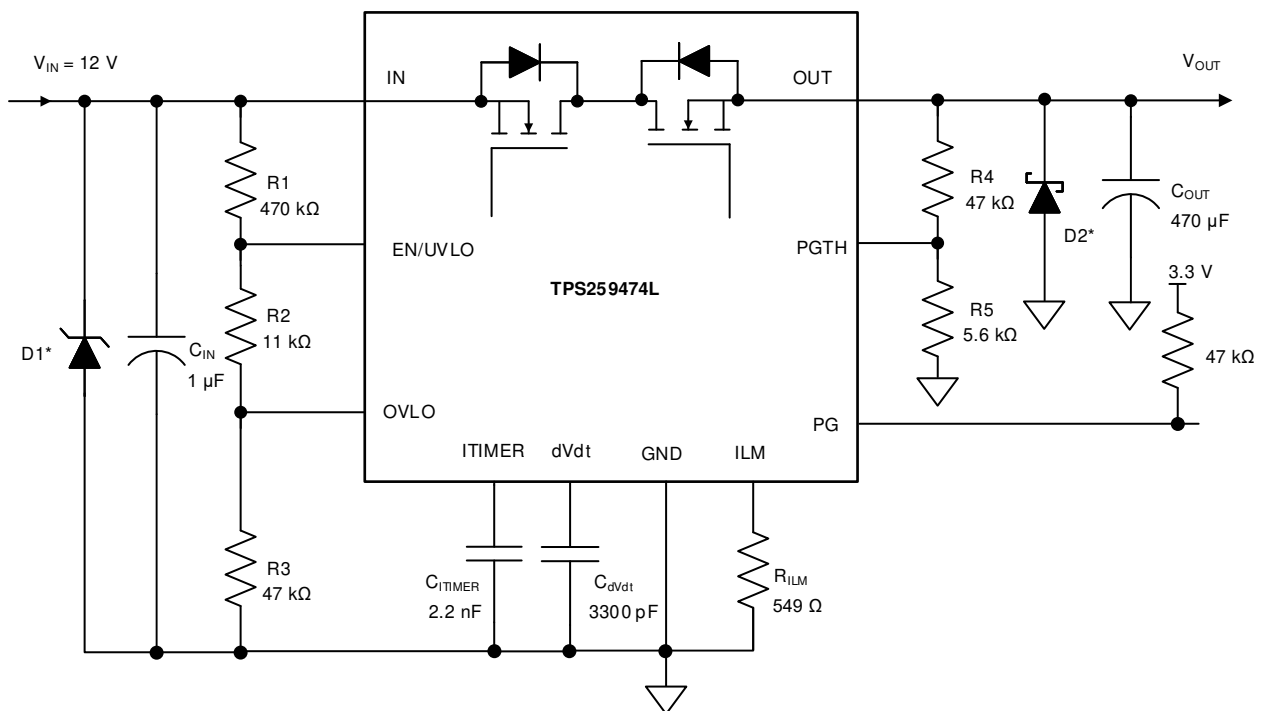 V_IN = 12 V
IN
OUT
V_OUT
R1
470 kΩ
R4
47 kΩ
C_OUT
470 µF
D2*
EN/UVLO
PGTH
3.3 V
TPS259474L
R2
11 kΩ
R5
5.6 kΩ
D1*
C_IN
1 µF
47 kΩ
OVLO
PG
ITIMER
dVdt
GND
ILM
R3
47 kΩ
C_ITIMER
2.2 nF
C_dVdt
3300 pF
R_ILM
549 Ω